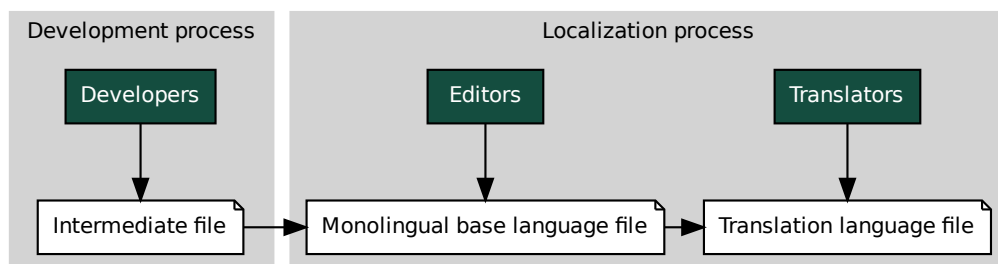 Development process
Localization process
Developers
Editors
Translators
Intermediate file
Monolingual base language file
Translation language file